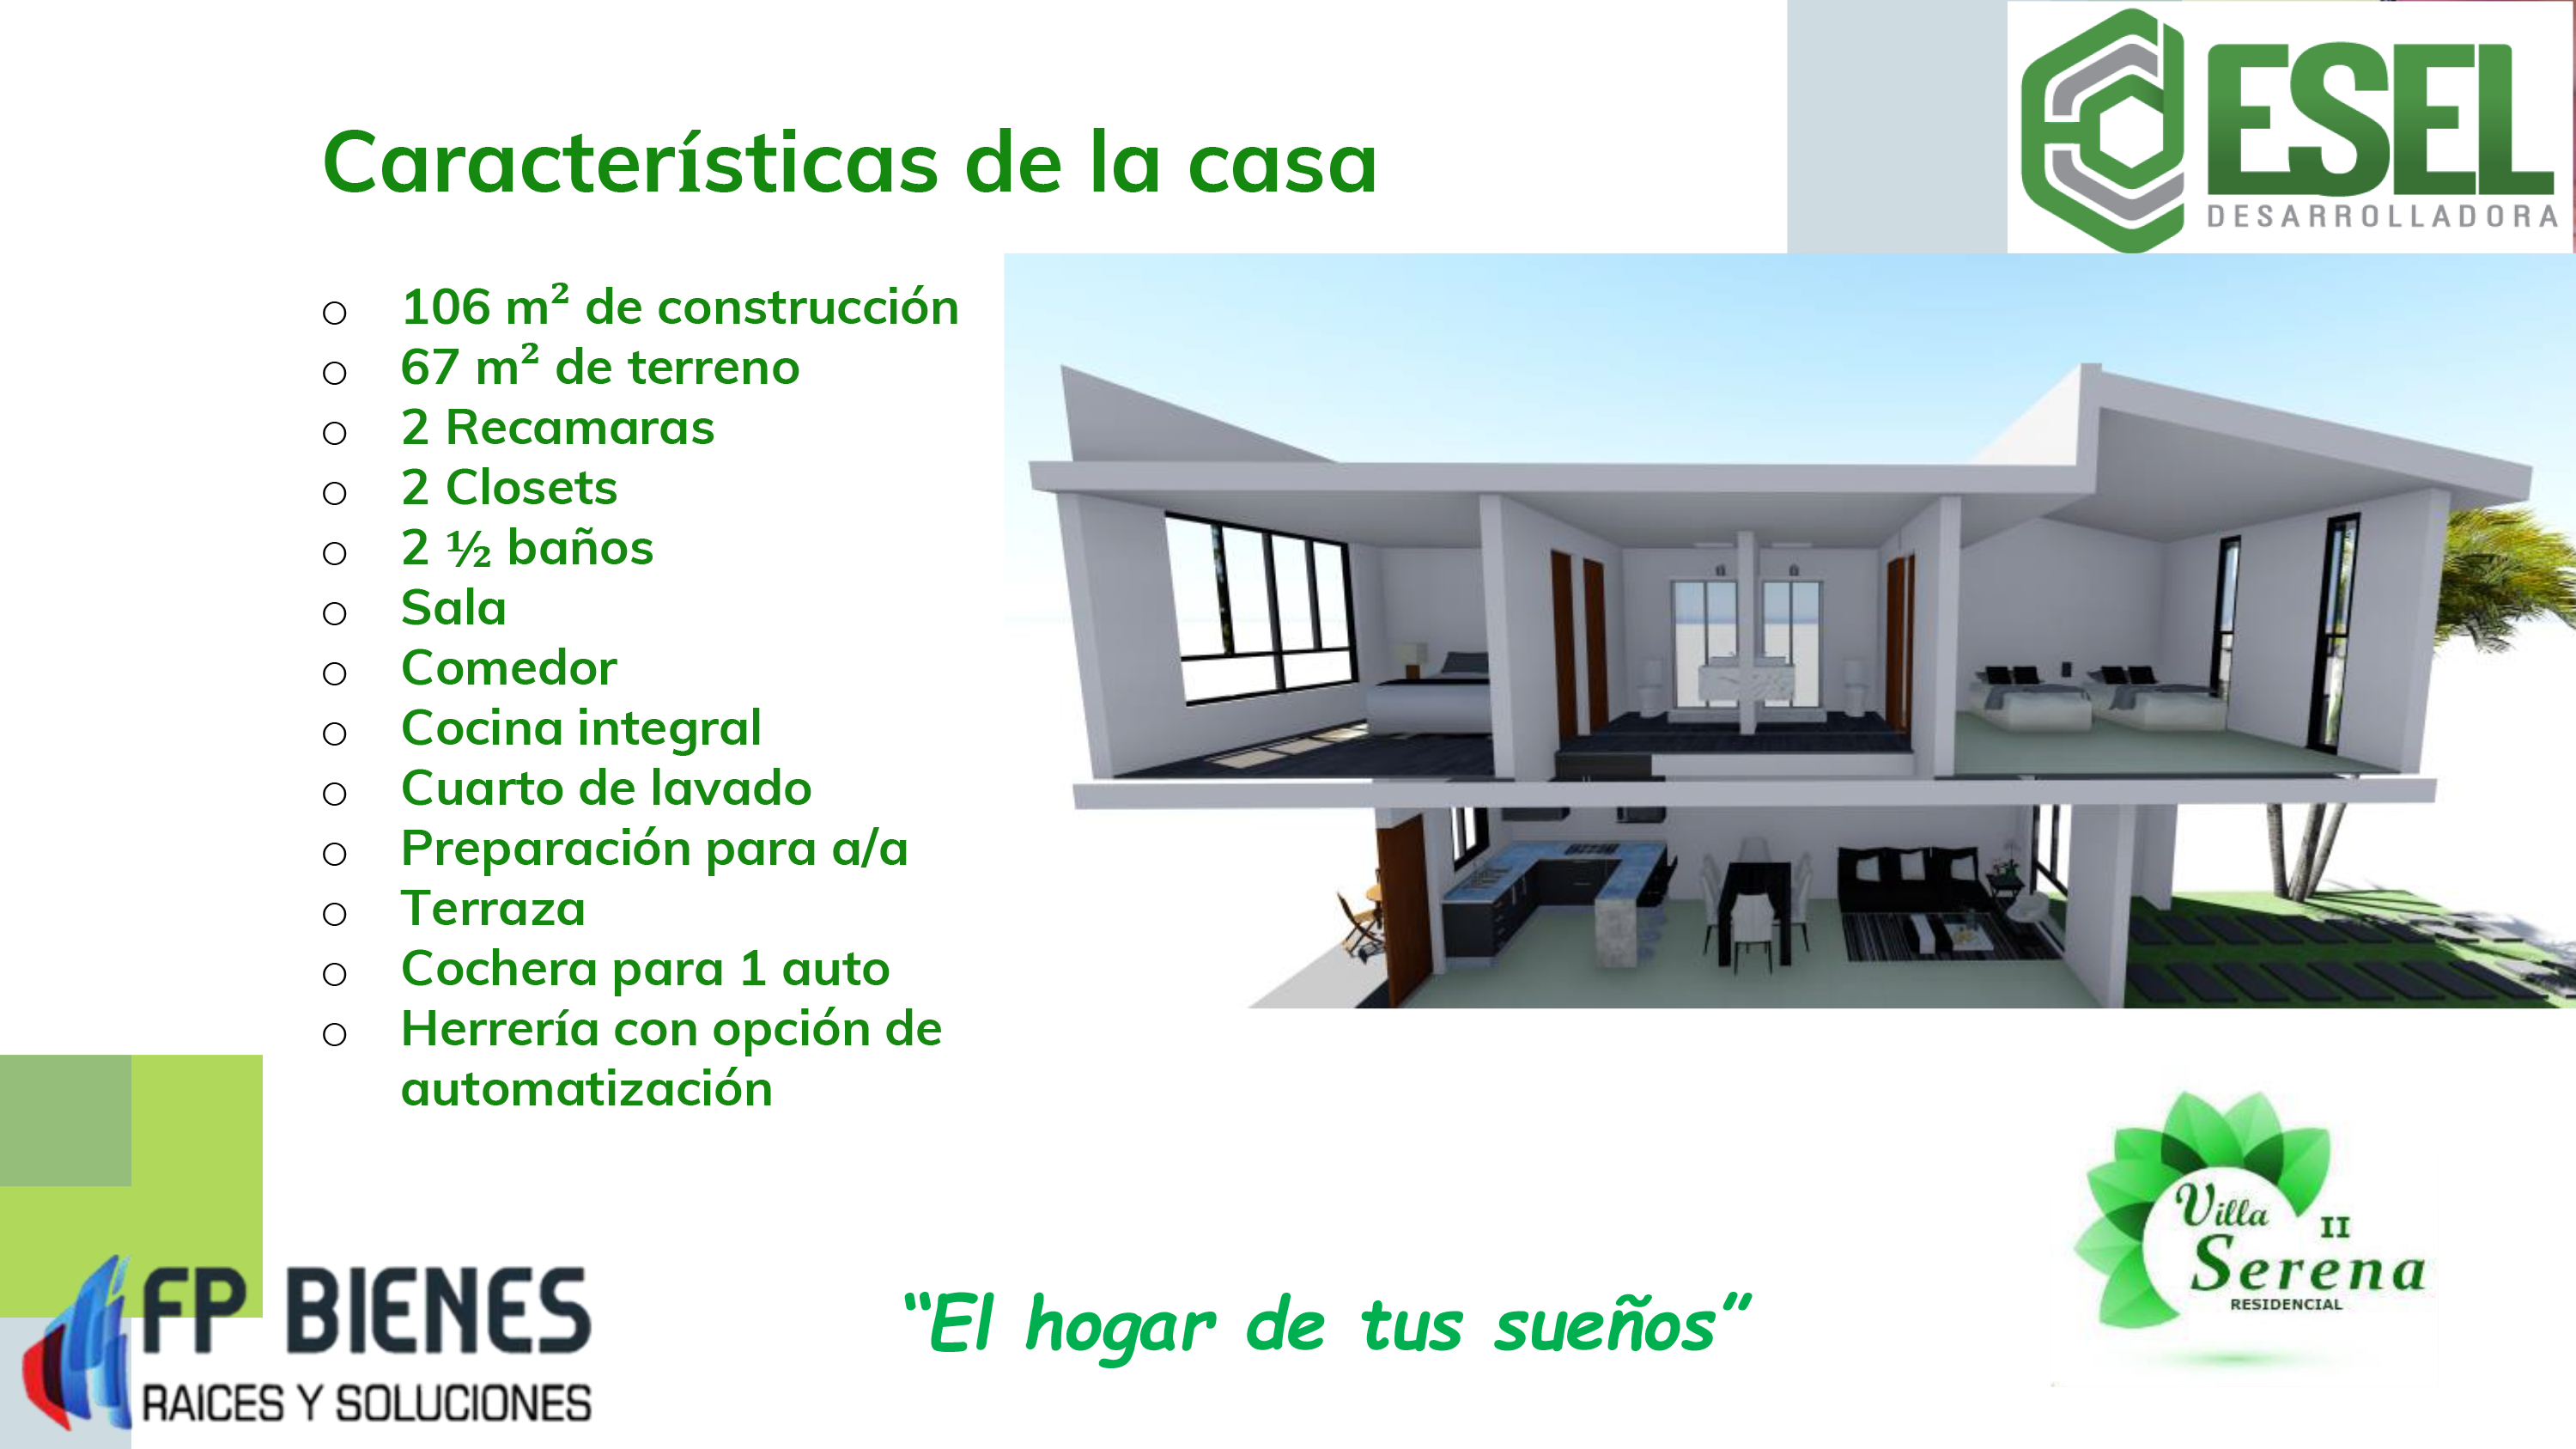 ESEL
DESARROLLADORA
Características de la casa
106 m² de construcción
67 m² de terreno
2 Recamaras
2 Closets
2 ½ baños
Sala
Comedor
Cocina integral
Cuarto de lavado
Preparación para a/a
Terraza
Cochera para 1 auto
Herrería con opción de
automatización
Villa II
Serena
RESIDENCIAL
FP BIENES
RAICES Y SOLUCIONES
“El hogar de tus sueños”